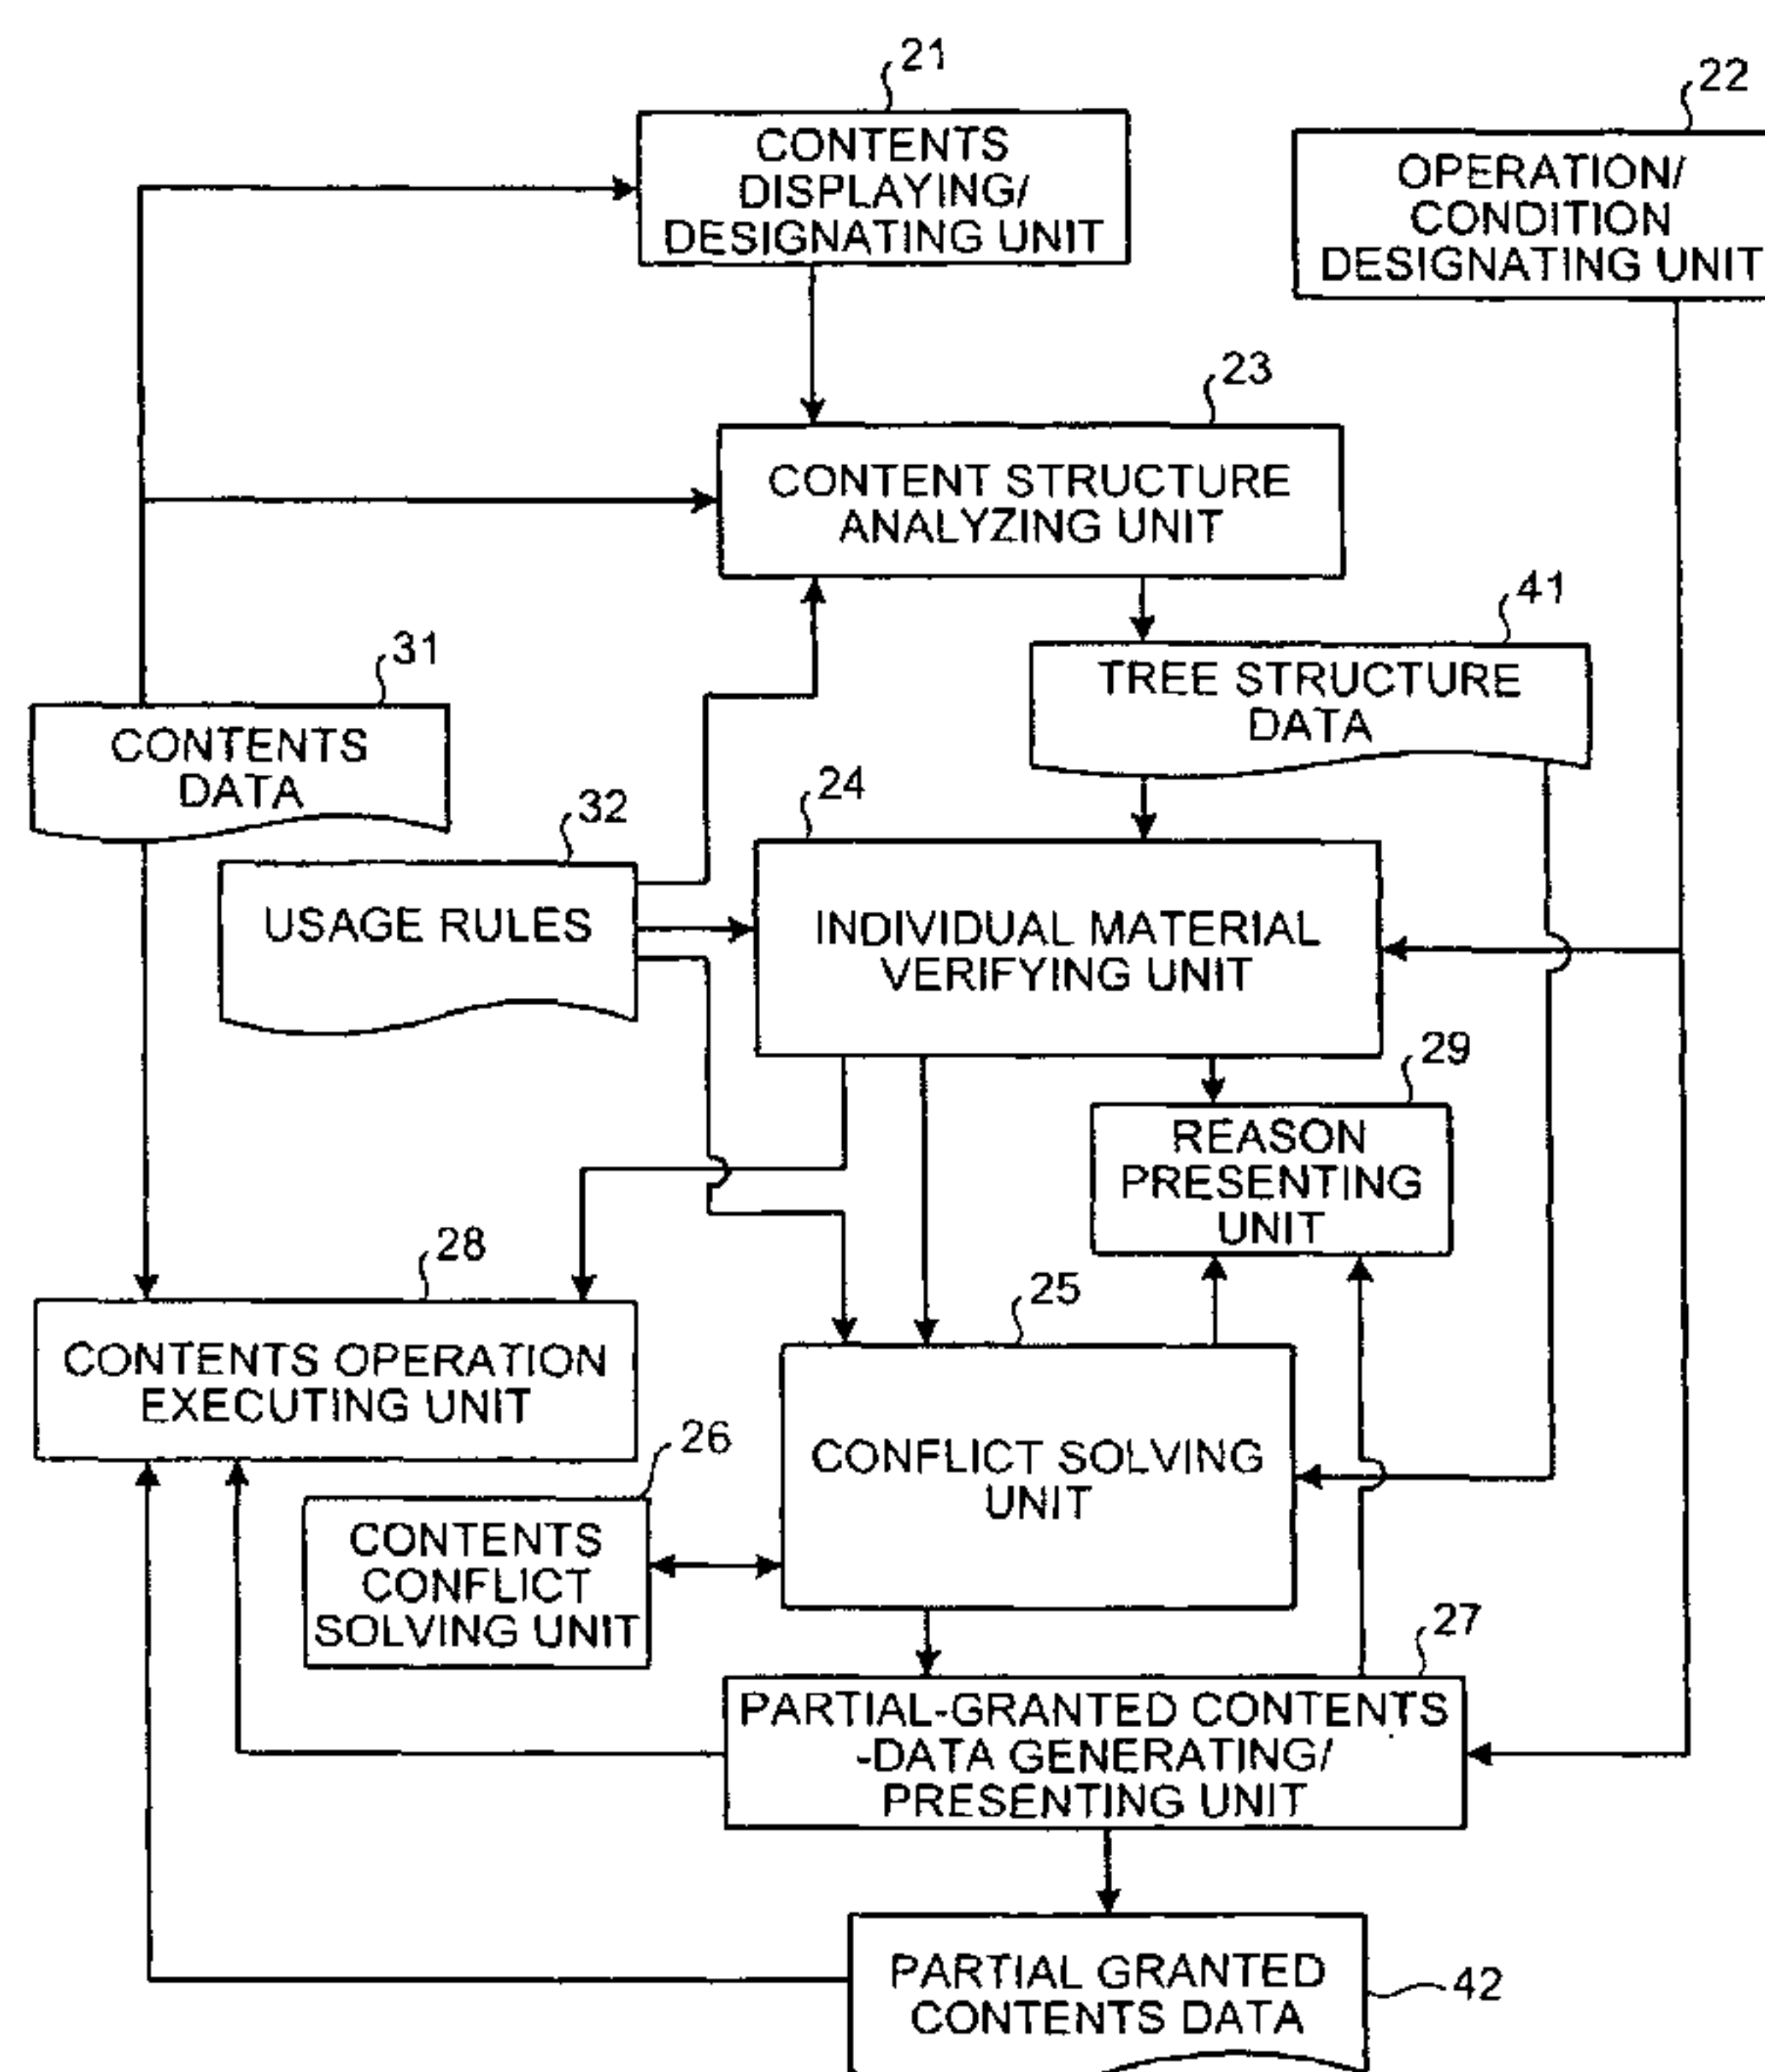 21
CONTENTS
DISPLAYING/
DESIGNATING UNIT
22
OPERATION/
CONDITION
DESIGNATING UNIT
23
CONTENT STRUCTURE
ANALYZING UNIT
41
TREE STRUCTURE
DATA
31
CONTENTS
DATA
32
USAGE RULES
24
INDIVIDUAL MATERIAL
VERIFYING UNIT
29
REASON
PRESENTING
UNIT
28
CONTENTS OPERATION
EXECUTING UNIT
25
CONFLICT SOLVING
UNIT
26
CONTENTS
CONFLICT
SOLVING UNIT
27
PARTIAL-GRANTED CONTENTS
-DATA GENERATING/
PRESENTING UNIT
PARTIAL GRANTED
CONTENTS DATA
42